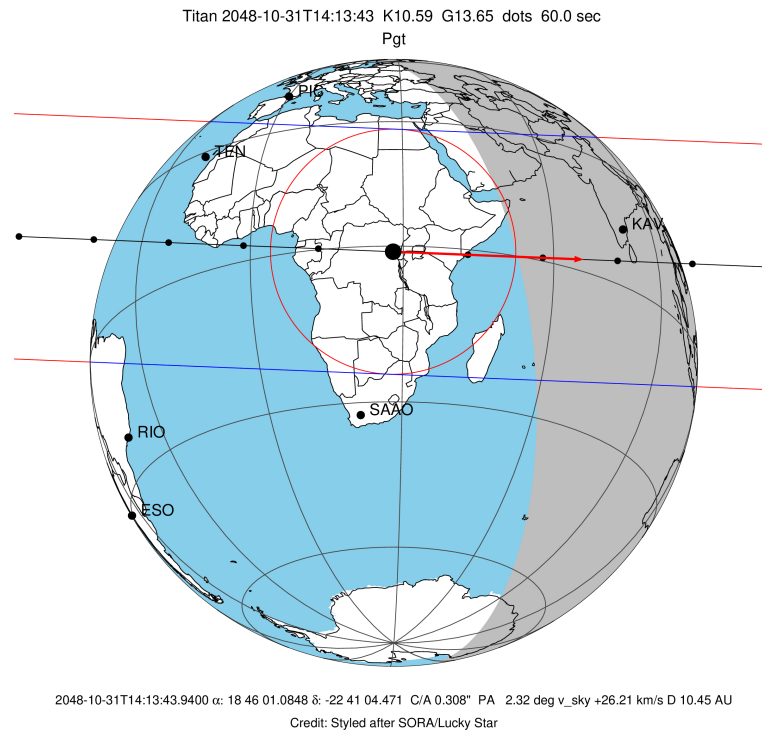 Titan 2048-10-31T14:13:43 K10.59 G13.65 dots 60.0 sec
Pgt
PIC
TEN
KAV
SAAO
RIO
ESO
2048-10-31T14:13:43.9400 α: 18 46 01.0848 δ: -22 41 04.471 C/A 0.308" PA 2.32 deg v_sky +26.21 km/s D 10.45 AU
Credit: Styled after SORA/Lucky Star